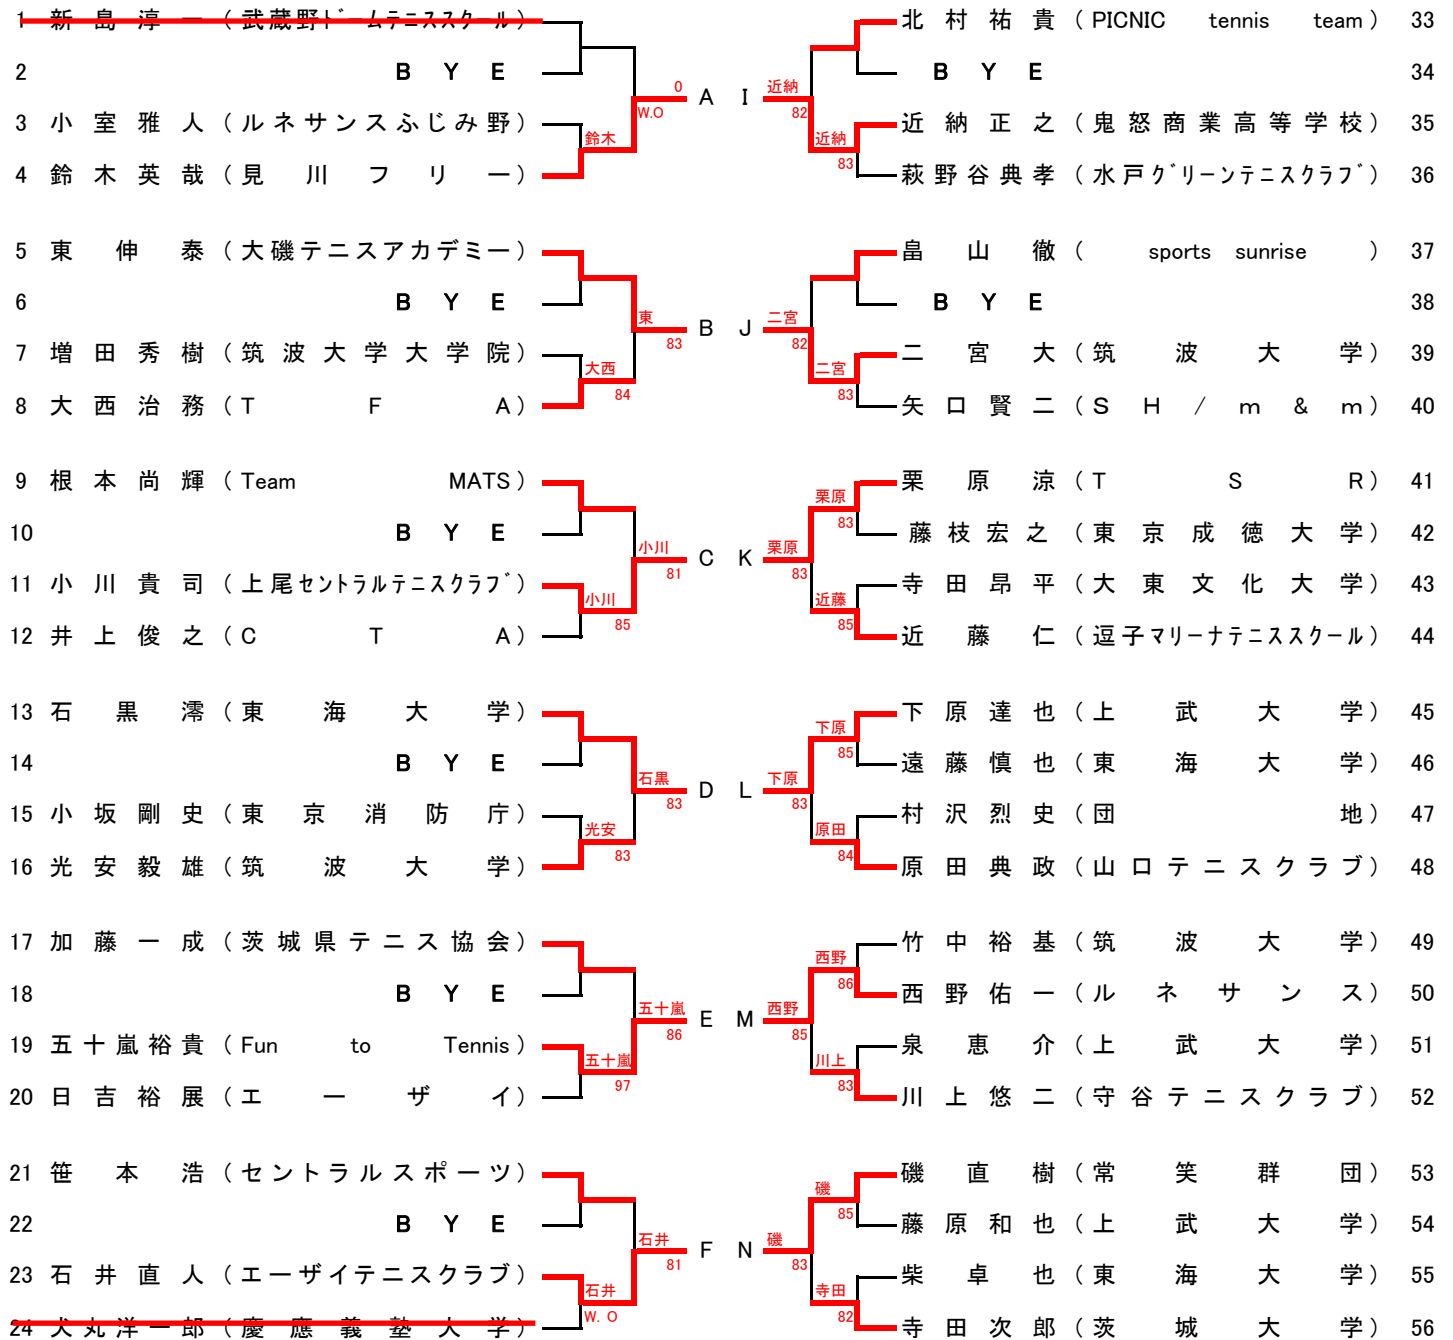 1 新島淳一(武蔵野ドームテニススクール)
2 BYE
0
W.O
A
3 小室雅人(ルネサンスふじみ野)
鈴木
4 鈴木英哉(見川フリー)
5 東伸泰(大磯テニスアカデミー)
6 BYE
東
83
B
7 増田秀樹(筑波大学大学院)
大西
84
8 大西治務(TFA)
9 根本尚輝(Team MATS)
10 BYE
小川
81
C
11 小川貴司(上尾セントラルテニスクラブ)
小川
85
12 井上俊之(CTA)
13 石黒澪(東海大学)
14 BYE
石黒
83
D
15 小坂剛史(東京消防庁)
光安
83
16 光安毅雄(筑波大学)
17 加藤一成(茨城県テニス協会)
18 BYE
五十嵐
86
E
19 五十嵐裕貴(Fun to Tennis)
五十嵐
97
20 日吉裕展(エーザイ)
21 笹本浩(セントラルスポーツ)
22 BYE
石井
81
F
23 石井直人(エーザイテニスクラブ)
石井
W.O
24 犬丸洋一郎(慶應義塾大学)
北村祐貴(PICNIC tennis team) 33
BYE 34
I
近納
82
近納正之(鬼怒商業高等学校) 35
近納
83
萩野谷典孝(水戸グリーンテニスクラブ) 36
畠山徹(sports sunrise) 37
BYE 38
J
二宮
82
二宮大(筑波大学) 39
二宮
83
矢口賢二(SH/m&m) 40
栗原涼(TSR) 41
栗原
83
藤枝宏之(東京成徳大学) 42
K
栗原
83
寺田昂平(大東文化大学) 43
近藤
85
近藤仁(逗子マリーナテニススクール) 44
下原達也(上武大学) 45
下原
85
遠藤慎也(東海大学) 46
L
下原
83
村沢烈史(団地) 47
原田
84
原田典政(山口テニスクラブ) 48
竹中裕基(筑波大学) 49
西野
86
西野佑一(ルネサンス) 50
M
西野
85
泉恵介(上武大学) 51
川上
83
川上悠二(守谷テニスクラブ) 52
磯直樹(常笑群団) 53
磯
85
藤原和也(上武大学) 54
N
磯
83
柴卓也(東海大学) 55
寺田
82
寺田次郎(茨城大学) 56